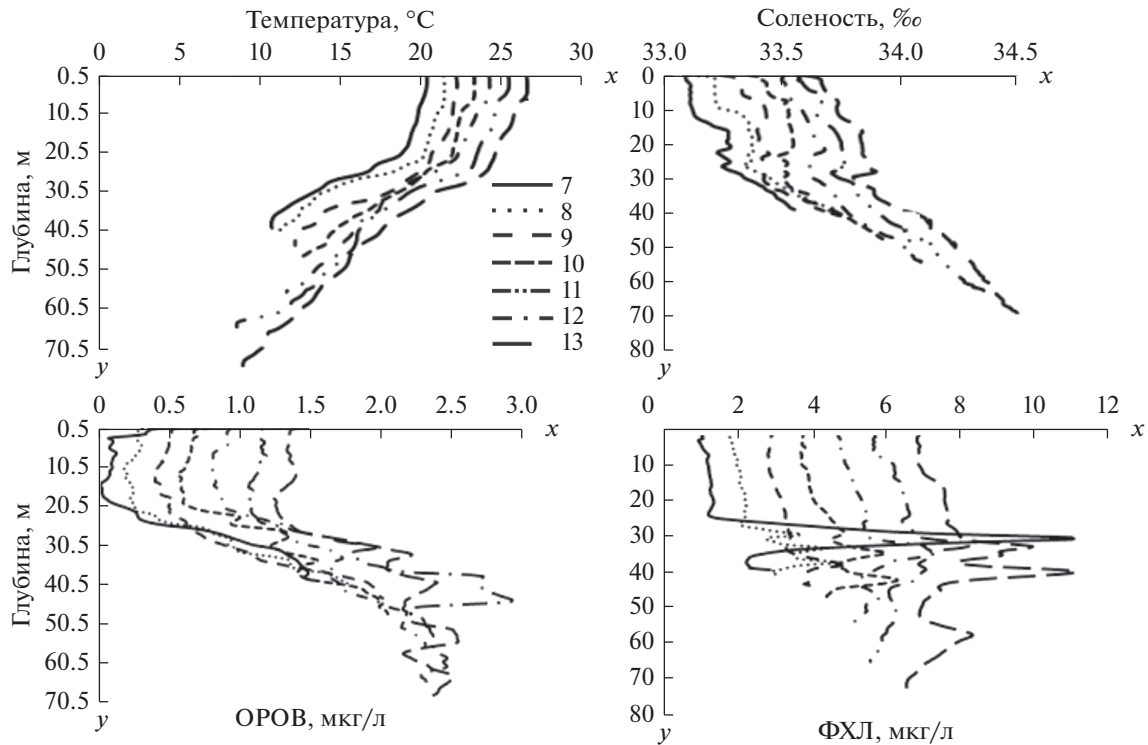 Температура, °С
0 5 10 15 20 25 30 x
0.5
10.5
20.5
30.5
40.5
50.5
60.5
70.5
y
Глубина, м
7
8
9
10
11
12
13
Соленость, ‰
33.0 33.5 34.0 34.5
x
0
10
20
30
40
50
60
70
80
y
0 0.5 1.0 1.5 2.0 2.5 3.0
x
0.5
10.5
20.5
30.5
40.5
50.5
60.5
70.5
y
Глубина, м
ОРОВ, мкг/л
0 2 4 6 8 10 12
x
10
20
30
40
50
60
70
80
y
ФХЛ, мкг/л